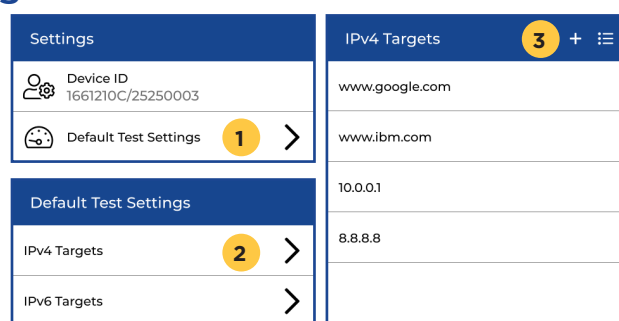 Settings
Device ID
1661210C/25250003
Default Test Settings 1
Default Test Settings
IPv4 Targets 2
IPv6 Targets
IPv4 Targets 3 +
www.google.com
www.ibm.com
10.0.0.1
8.8.8.8